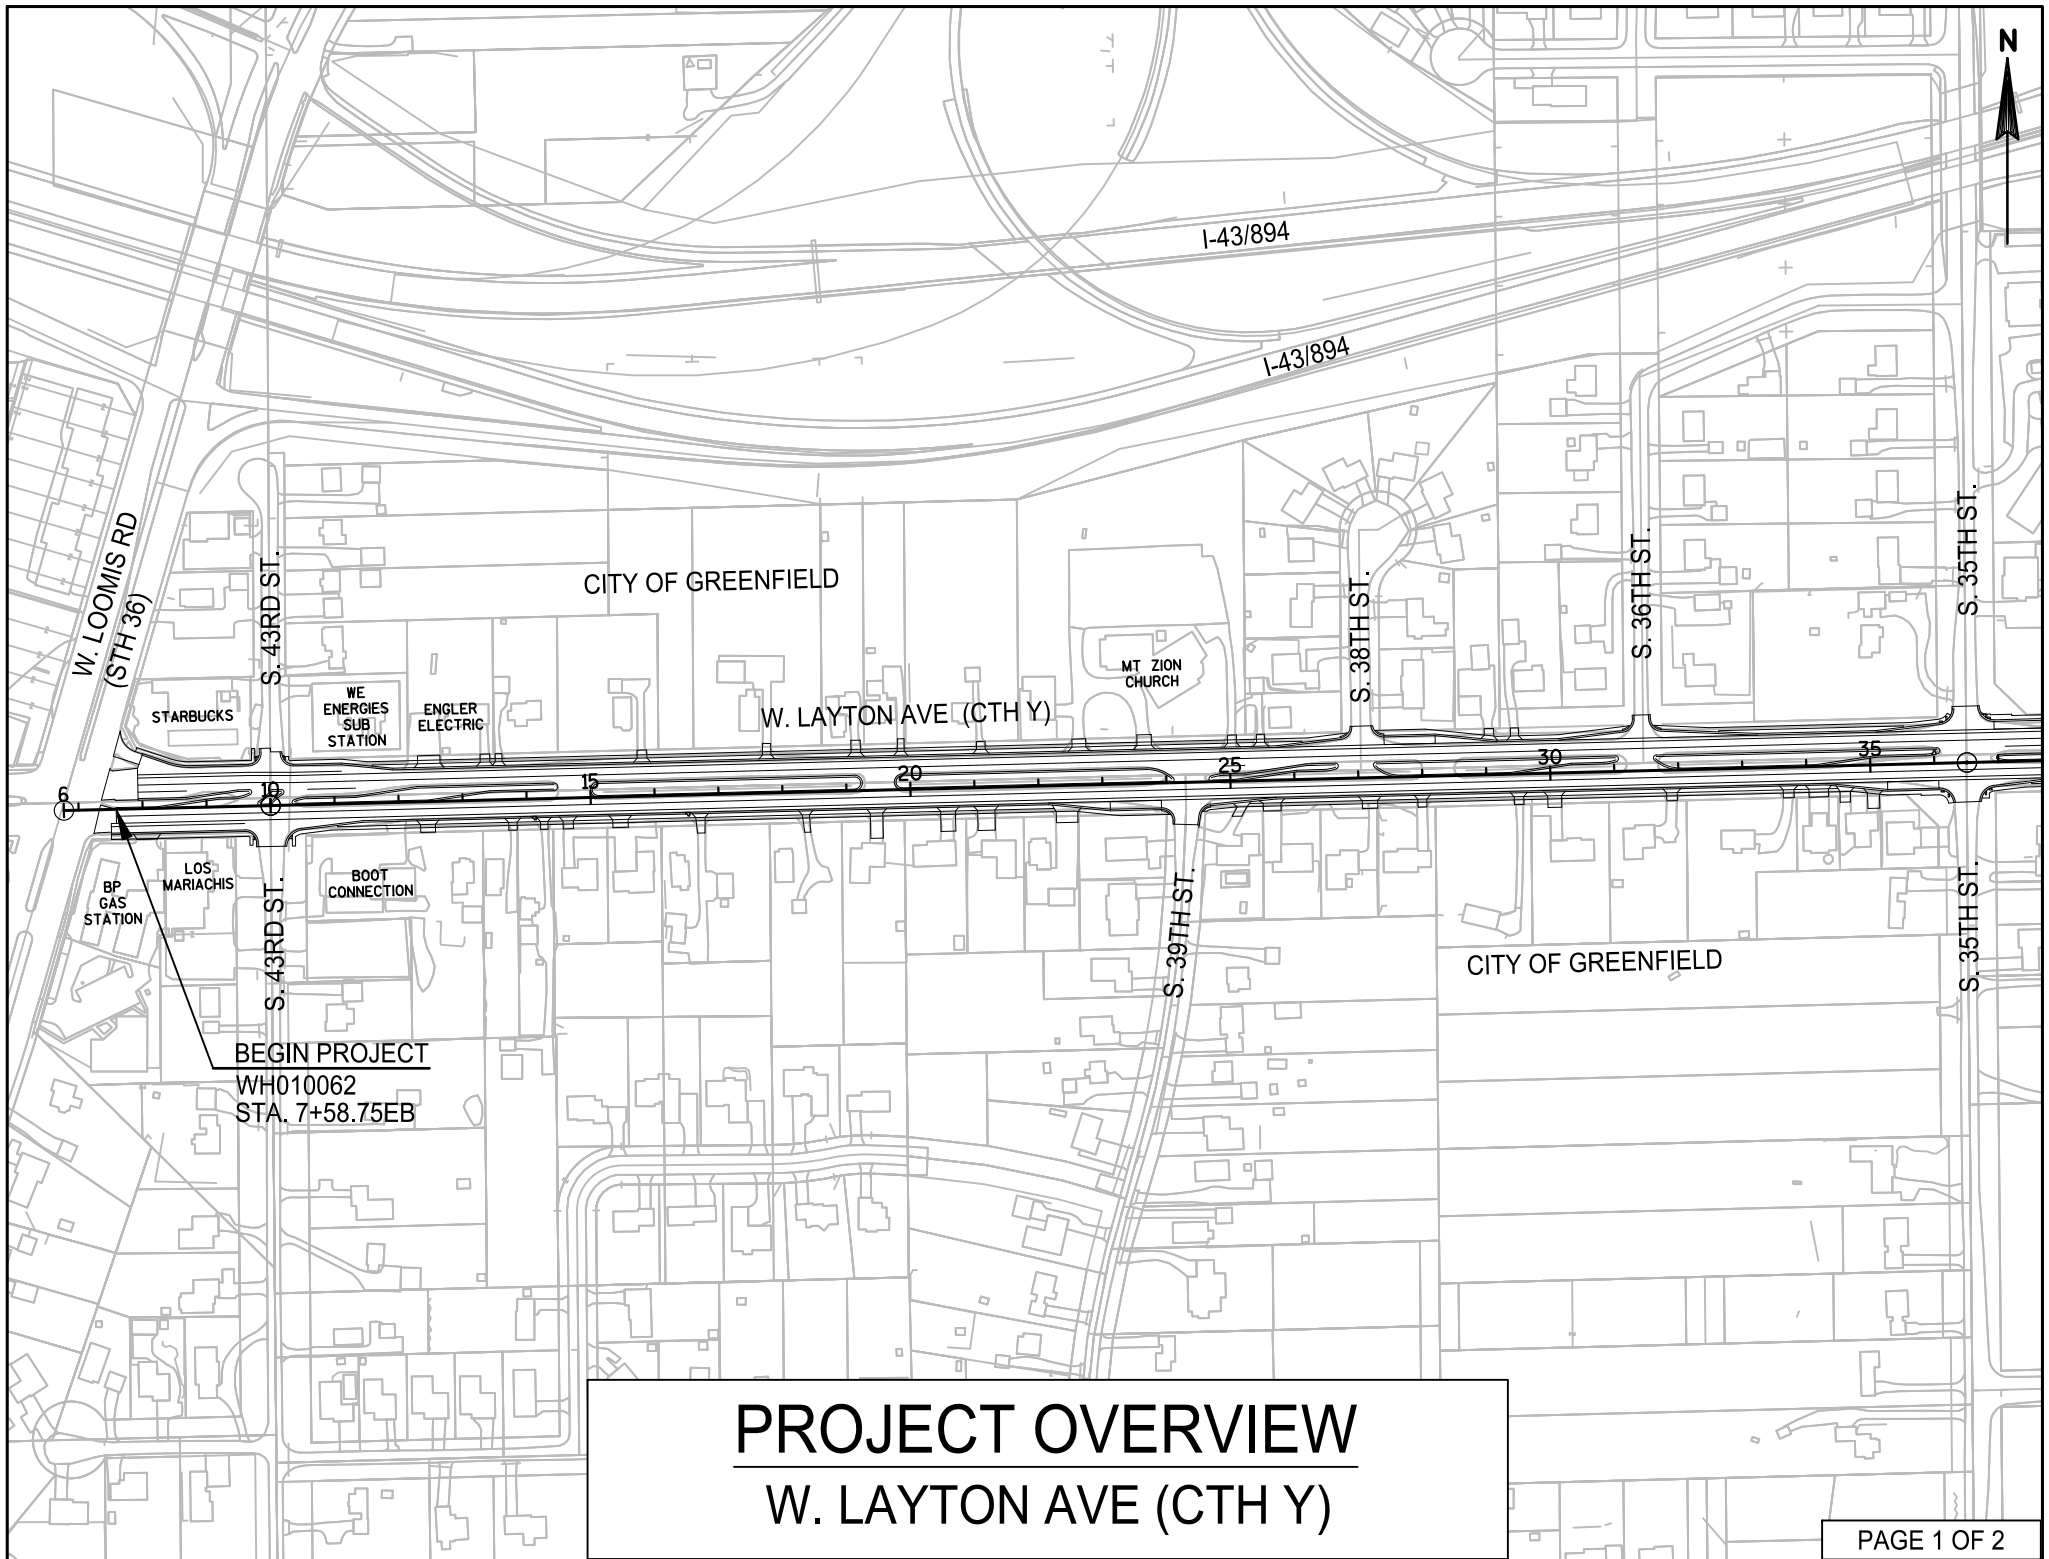 N
I-43/894
I-43/894
W. LOOMIS RD
(STH 36)
S. 43RD ST.
CITY OF GREENFIELD
S. 38TH ST.
S. 36TH ST.
S. 35TH ST.
STARBUCKS
WE
ENERGIES
SUB
STATION
ENGLER
ELECTRIC
W. LAYTON AVE (CTH Y)
MT ZION
CHURCH
6
10
15
20
25
30
35
BP
GAS
STATION
LOS
MARIACHIS
S. 43RD ST.
BOOT
CONNECTION
S. 39TH ST.
CITY OF GREENFIELD
S. 35TH ST.
BEGIN PROJECT
WH010062
STA. 7+58.75EB
PROJECT OVERVIEW
W. LAYTON AVE (CTH Y)
PAGE 1 OF 2